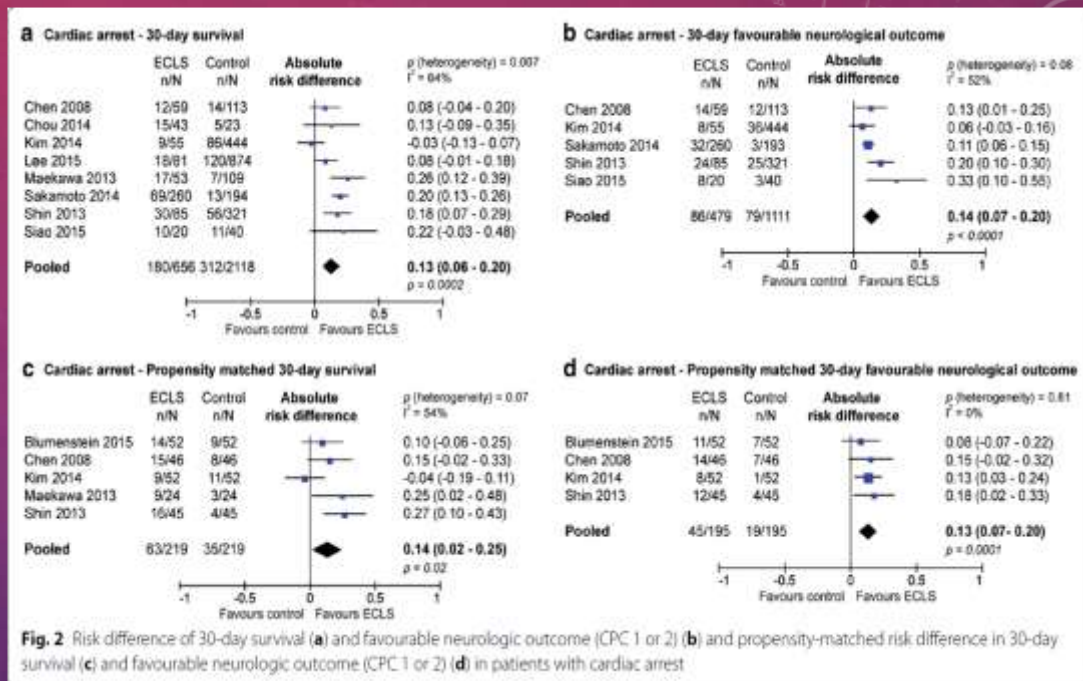 a Cardiac arrest - 30-day survival
ECLS Control Absolute p (heterogeneity) = 0.007
n/N n/N risk difference I² = 64%
Chen 2008 12/59 14/113 0.08 (-0.04 - 0.20)
Chou 2014 15/43 5/23 0.13 (-0.09 - 0.35)
Kim 2014 9/55 86/444 -0.03 (-0.13 - 0.07)
Lee 2015 18/81 120/874 0.08 (-0.01 - 0.18)
Maekawa 2013 17/53 7/109 0.26 (0.12 - 0.39)
Sakamoto 2014 69/260 13/194 0.20 (0.13 - 0.26)
Shin 2013 30/85 56/321 0.18 (0.07 - 0.29)
Siao 2015 10/20 11/40 0.22 (-0.03 - 0.48)
Pooled 180/656 312/2118 0.13 (0.06 - 0.20)
p = 0.0002
-1 -0.5 0 0.5 1
Favours control Favours ECLS
b Cardiac arrest - 30-day favourable neurological outcome
ECLS Control Absolute p (heterogeneity) = 0.08
n/N n/N risk difference I² = 52%
Chen 2008 14/59 12/113 0.13 (0.01 - 0.25)
Kim 2014 8/55 36/444 0.06 (-0.03 - 0.16)
Sakamoto 2014 32/260 3/193 0.11 (0.06 - 0.15)
Shin 2013 24/85 25/321 0.20 (0.10 - 0.30)
Siao 2015 8/20 3/40 0.33 (0.10 - 0.55)
Pooled 86/479 79/1111 0.14 (0.07 - 0.20)
p < 0.0001
-1 -0.5 0 0.5 1
Favours control Favours ECLS
c Cardiac arrest - Propensity matched 30-day survival
ECLS Control Absolute p (heterogeneity) = 0.07
n/N n/N risk difference I² = 54%
Blumenstein 2015 14/52 9/52 0.10 (-0.06 - 0.25)
Chen 2008 15/46 8/46 0.15 (-0.02 - 0.33)
Kim 2014 9/52 11/52 -0.04 (-0.19 - 0.11)
Maekawa 2013 9/24 3/24 0.25 (0.02 - 0.48)
Shin 2013 16/45 4/45 0.27 (0.10 - 0.43)
Pooled 63/219 35/219 0.14 (0.02 - 0.25)
p = 0.02
-1 -0.5 0 0.5 1
Favours control Favours ECLS
d Cardiac arrest - Propensity matched 30-day favourable neurological outcome
ECLS Control Absolute p (heterogeneity) = 0.81
n/N n/N risk difference I² = 0%
Blumenstein 2015 11/52 7/52 0.08 (-0.07 - 0.22)
Chen 2008 14/46 7/46 0.15 (-0.02 - 0.32)
Kim 2014 8/52 1/52 0.13 (0.03 - 0.24)
Shin 2013 12/45 4/45 0.18 (0.02 - 0.33)
Pooled 45/195 19/195 0.13 (0.07- 0.20)
p = 0.0001
-1 -0.5 0 0.5 1
Favours control Favours ECLS
Fig. 2 Risk difference of 30-day survival (a) and favourable neurologic outcome (CPC 1 or 2) (b) and propensity-matched risk difference in 30-day
survival (c) and favourable neurologic outcome (CPC 1 or 2) (d) in patients with cardiac arrest